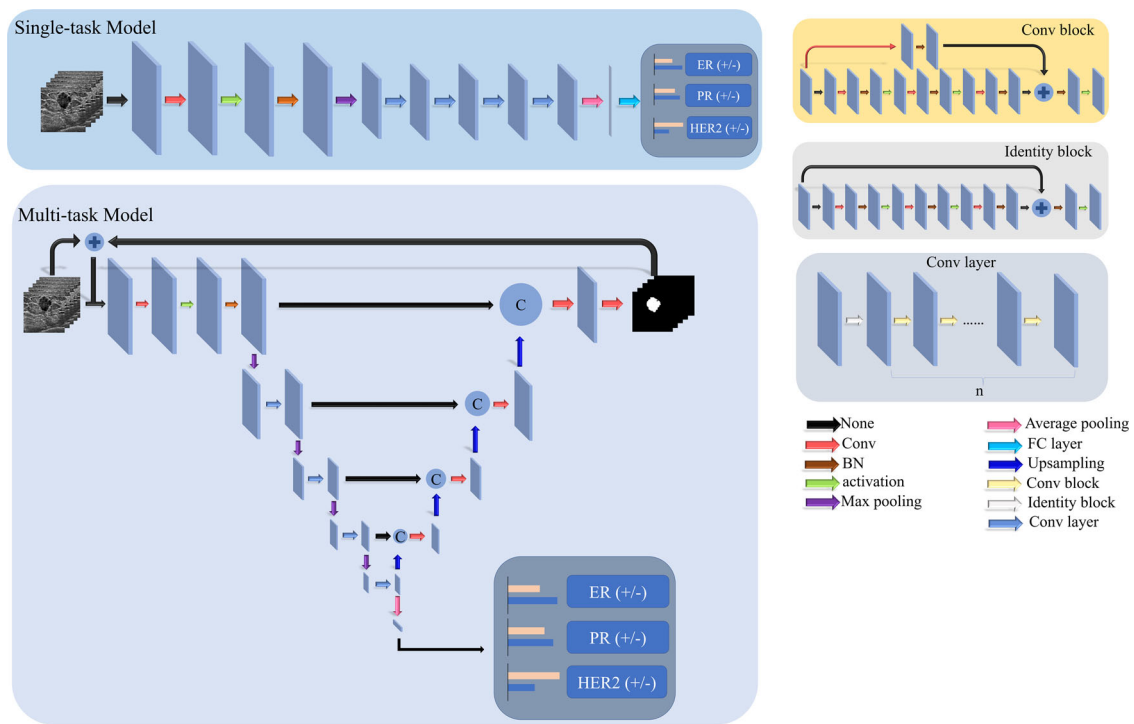 Single-task Model
ER (+/-)
PR (+/-)
HER2 (+/-)
Multi-task Model
C
C
C
C
ER (+/-)
PR (+/-)
HER2 (+/-)
Conv block
Identity block
Conv layer
......
n
None
Conv
BN
activation
Max pooling
Average pooling
FC layer
Upsampling
Conv block
Identity block
Conv layer